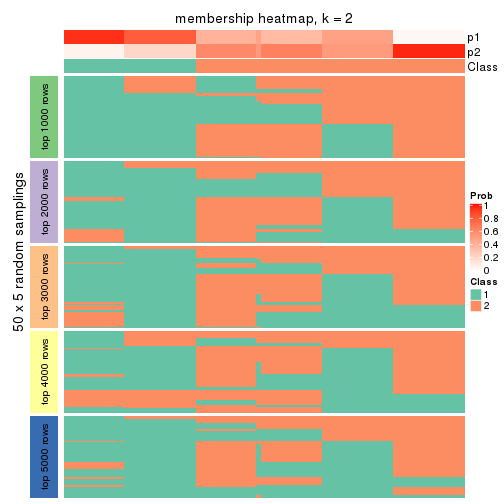 membership heatmap, k = 2
p1
p2
Class
50 x 5 random samplings
top 1000 rows
top 2000 rows
top 3000 rows
top 4000 rows
top 5000 rows
Prob
1
0.8
0.6
0.4
0.2
0
Class
1
2